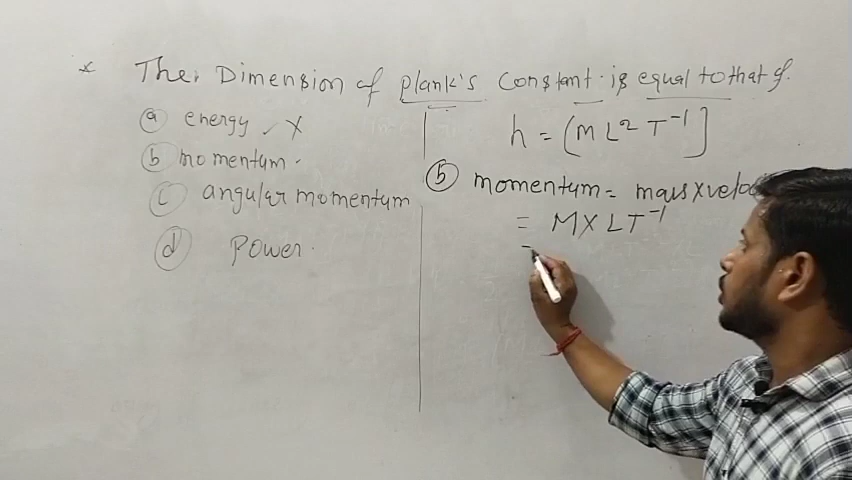 * The. Dimension of plank's constant. is equal to that of.
(a) energy ✓ X
(b) momentum.
(c) angular momentum
(d) Power.
h = [M L² T⁻¹]
(b) momentum = mass X velo
= M X L T⁻¹
=